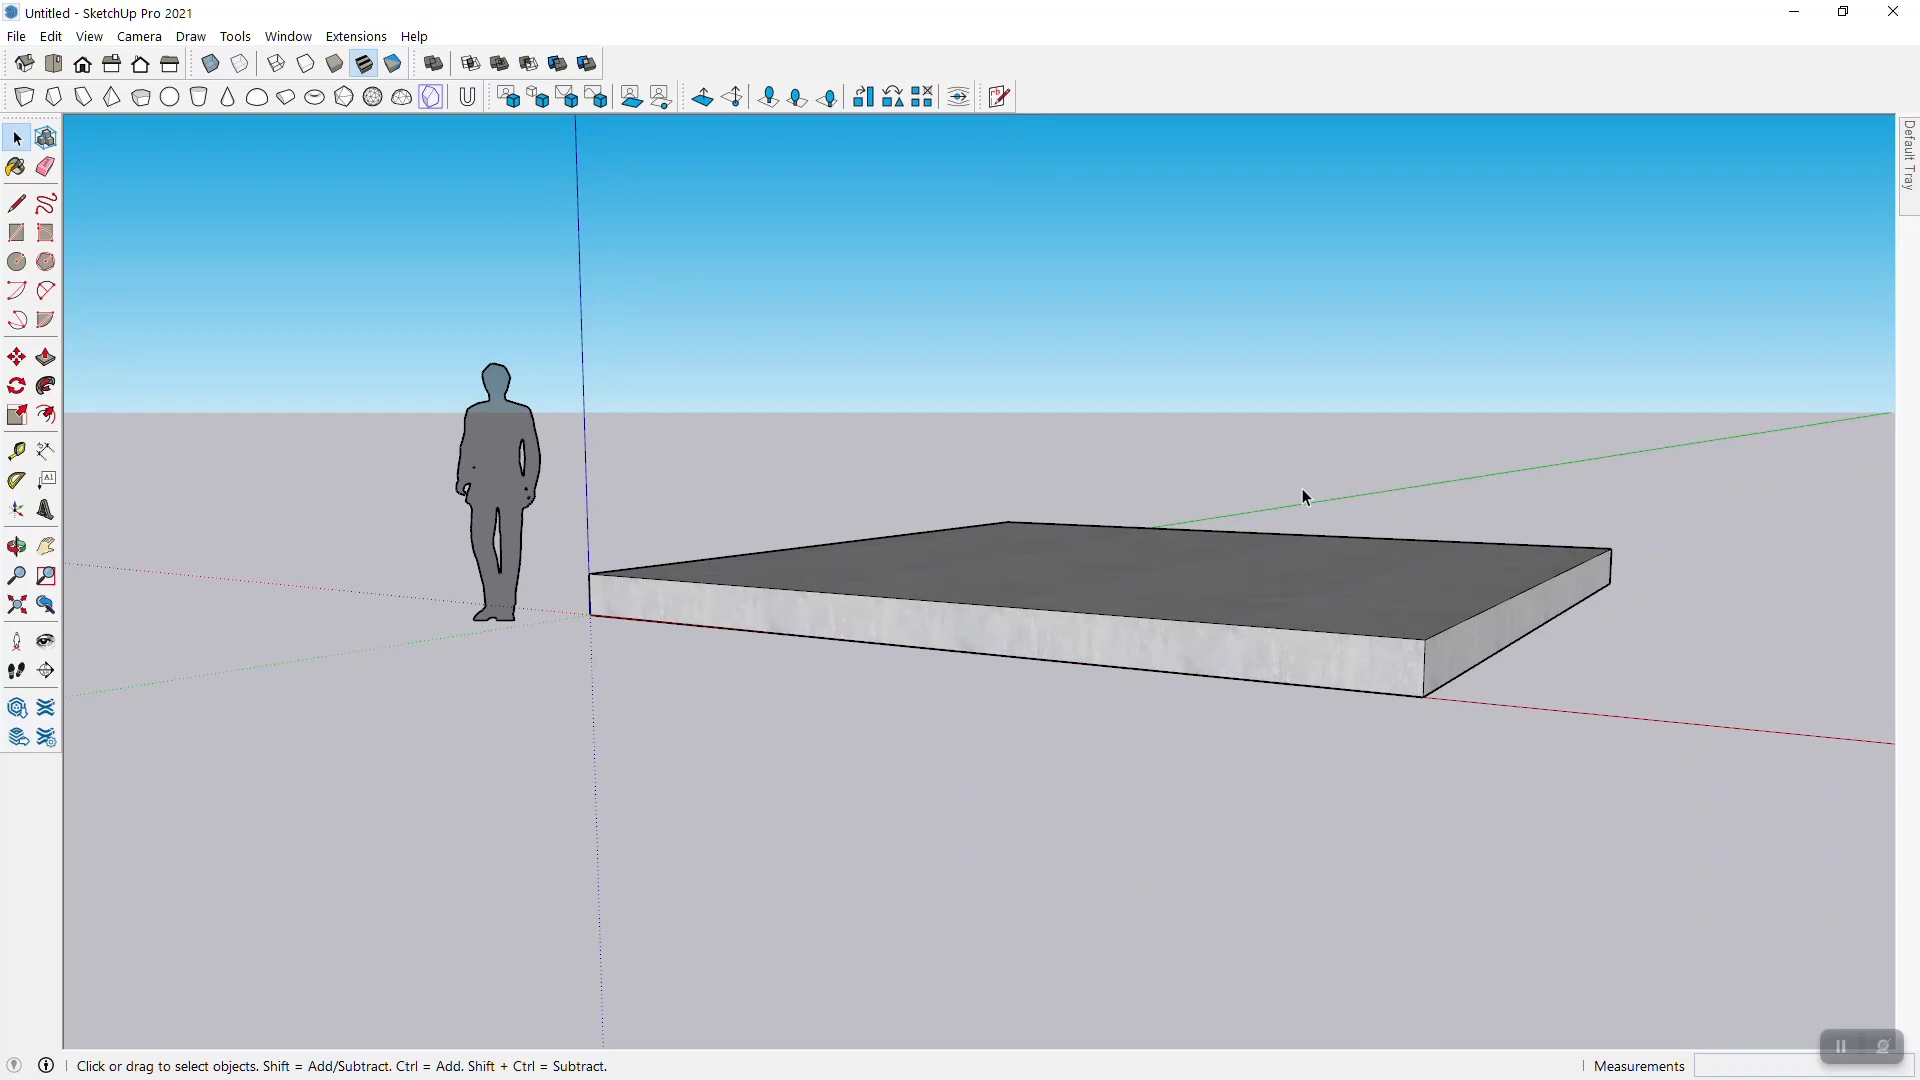 Untitled - SketchUp Pro 2021
File Edit View Camera Draw Tools Window Extensions Help
Default Tray
A1
Click or drag to select objects. Shift = Add/Subtract. Ctrl = Add. Shift + Ctrl = Subtract.
Measurements